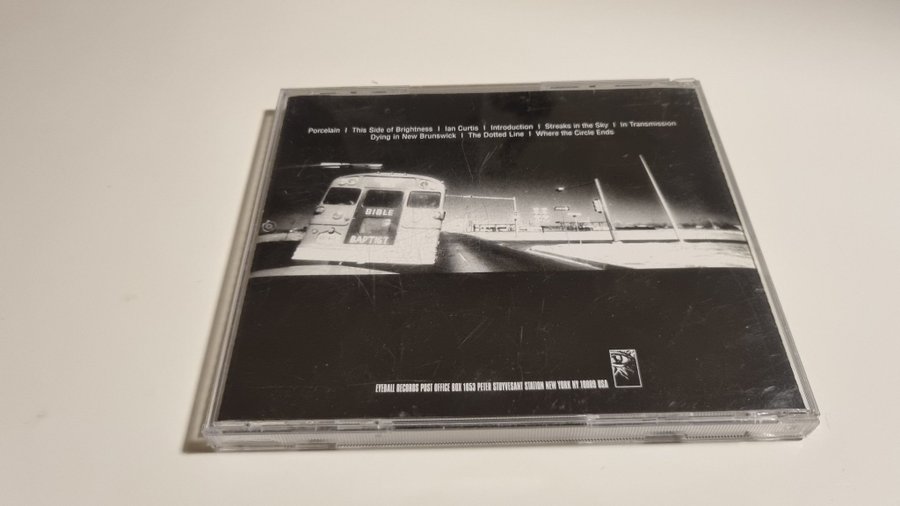 Porcelain | This Side of Brightness | Ian Curtis | Introduction | Streaks in the Sky | In Transmission
Dying in New Brunswick | The Dotted Line | Where the Circle Ends
BIBLE
BAPTIST
EYEBALL RECORDS POST OFFICE BOX 1653 PETER STUYVESANT STATION NEW YORK NY 10009 USA